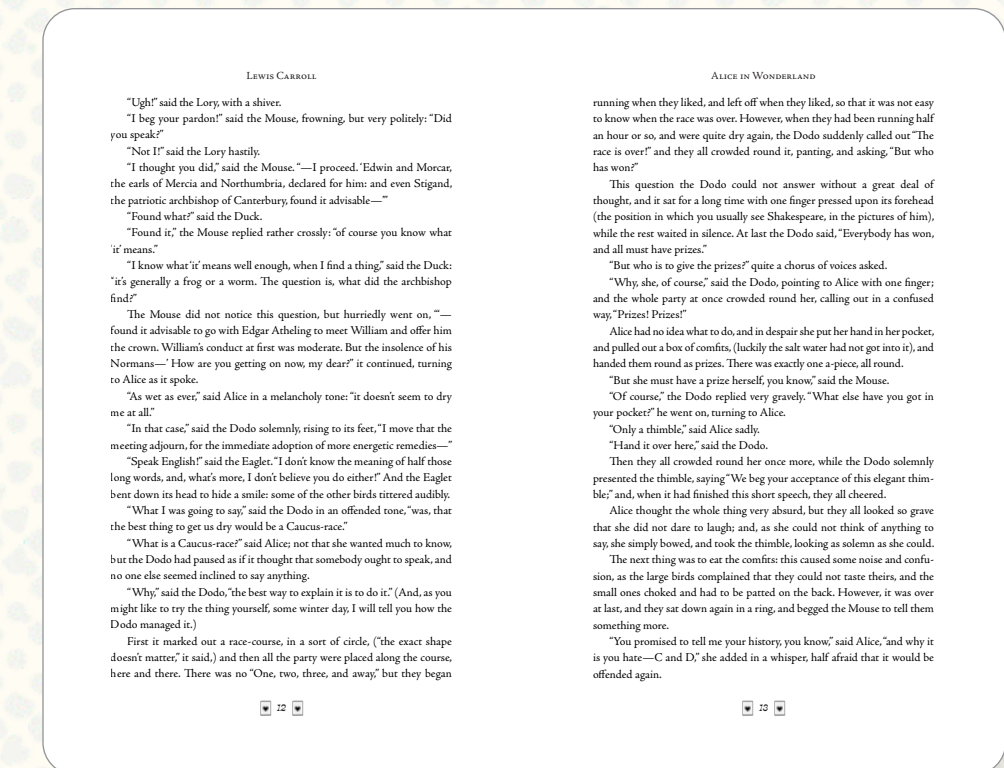 LEWIS CARROLL
“Ugh!” said the Lory, with a shiver.
“I beg your pardon!” said the Mouse, frowning, but very politely: “Did
you speak?”
“Not I!” said the Lory hastily.
“I thought you did,” said the Mouse. “—I proceed. ‘Edwin and Morcar,
the earls of Mercia and Northumbria, declared for him: and even Stigand,
the patriotic archbishop of Canterbury, found it advisable—’”
“Found what?” said the Duck.
“Found it,” the Mouse replied rather crossly: “of course you know what
‘it’ means.”
“I know what ‘it’ means well enough, when I find a thing,” said the Duck:
“it’s generally a frog or a worm. The question is, what did the archbishop
find?”
The Mouse did not notice this question, but hurriedly went on, “‘—
found it advisable to go with Edgar Atheling to meet William and offer him
the crown. William’s conduct at first was moderate. But the insolence of his
Normans—’ How are you getting on now, my dear?” it continued, turning
to Alice as it spoke.
“As wet as ever,” said Alice in a melancholy tone: “it doesn’t seem to dry
me at all.”
“In that case,” said the Dodo solemnly, rising to its feet, “I move that the
meeting adjourn, for the immediate adoption of more energetic remedies—”
“Speak English!” said the Eaglet. “I don’t know the meaning of half those
long words, and, what’s more, I don’t believe you do either!” And the Eaglet
bent down its head to hide a smile: some of the other birds tittered audibly.
“What I was going to say,” said the Dodo in an offended tone, “was, that
the best thing to get us dry would be a Caucus-race.”
“What is a Caucus-race?” said Alice; not that she wanted much to know,
but the Dodo had paused as if it thought that somebody ought to speak, and
no one else seemed inclined to say anything.
“Why,” said the Dodo, “the best way to explain it is to do it.” (And, as you
might like to try the thing yourself, some winter day, I will tell you how the
Dodo managed it.)
First it marked out a race-course, in a sort of circle, (“the exact shape
doesn’t matter,” it said,) and then all the party were placed along the course,
here and there. There was no “One, two, three, and away,” but they began
12
ALICE IN WONDERLAND
running when they liked, and left off when they liked, so that it was not easy
to know when the race was over. However, when they had been running half
an hour or so, and were quite dry again, the Dodo suddenly called out “The
race is over!” and they all crowded round it, panting, and asking, “But who
has won?”
This question the Dodo could not answer without a great deal of
thought, and it sat for a long time with one finger pressed upon its forehead
(the position in which you usually see Shakespeare, in the pictures of him),
while the rest waited in silence. At last the Dodo said, “Everybody has won,
and all must have prizes.”
“But who is to give the prizes?” quite a chorus of voices asked.
“Why, she, of course,” said the Dodo, pointing to Alice with one finger;
and the whole party at once crowded round her, calling out in a confused
way, “Prizes! Prizes!”
Alice had no idea what to do, and in despair she put her hand in her pocket,
and pulled out a box of comfits, (luckily the salt water had not got into it), and
handed them round as prizes. There was exactly one a-piece, all round.
“But she must have a prize herself, you know,” said the Mouse.
“Of course,” the Dodo replied very gravely. “What else have you got in
your pocket?” he went on, turning to Alice.
“Only a thimble,” said Alice sadly.
“Hand it over here,” said the Dodo.
Then they all crowded round her once more, while the Dodo solemnly
presented the thimble, saying “We beg your acceptance of this elegant thim-
ble;” and, when it had finished this short speech, they all cheered.
Alice thought the whole thing very absurd, but they all looked so grave
that she did not dare to laugh; and, as she could not think of anything to
say, she simply bowed, and took the thimble, looking as solemn as she could.
The next thing was to eat the comfits: this caused some noise and confu-
sion, as the large birds complained that they could not taste theirs, and the
small ones choked and had to be patted on the back. However, it was over
at last, and they sat down again in a ring, and begged the Mouse to tell them
something more.
“You promised to tell me your history, you know,” said Alice, “and why it
is you hate—C and D,” she added in a whisper, half afraid that it would be
offended again.
13